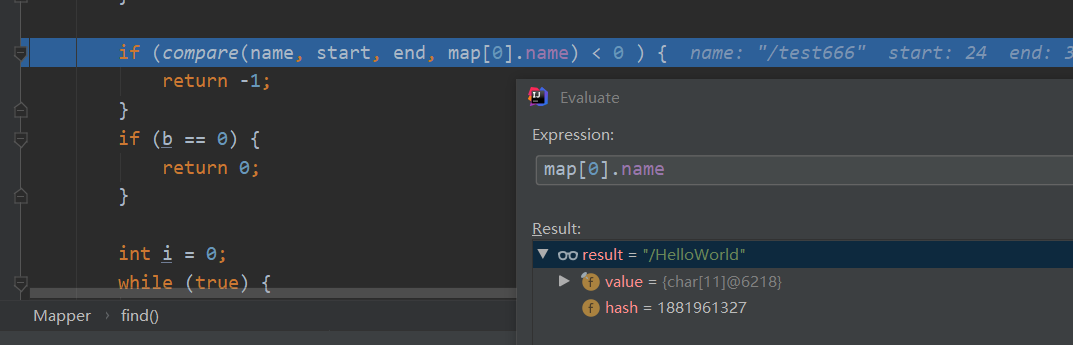 }
if (compare(name, start, end, map[0].name) < 0 ) { name: "/test666" start: 24 end: 3
return -1;
}
if (b == 0) {
return 0;
}
int i = 0;
while (true) {
Mapper › find()
IJ
Evaluate
Expression:
map[0].name
Result:
result = "/HelloWorld"
f value = {char[11]@6218}
f hash = 1881961327